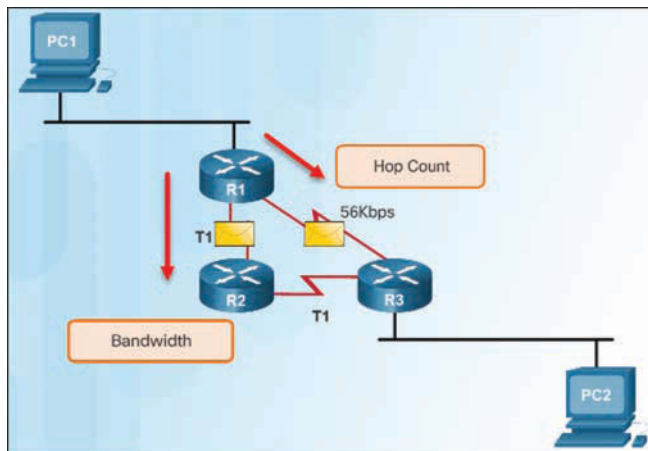 PC1
Hop Count
R1
56Kbps
T1
R2
R3
T1
Bandwidth
PC2